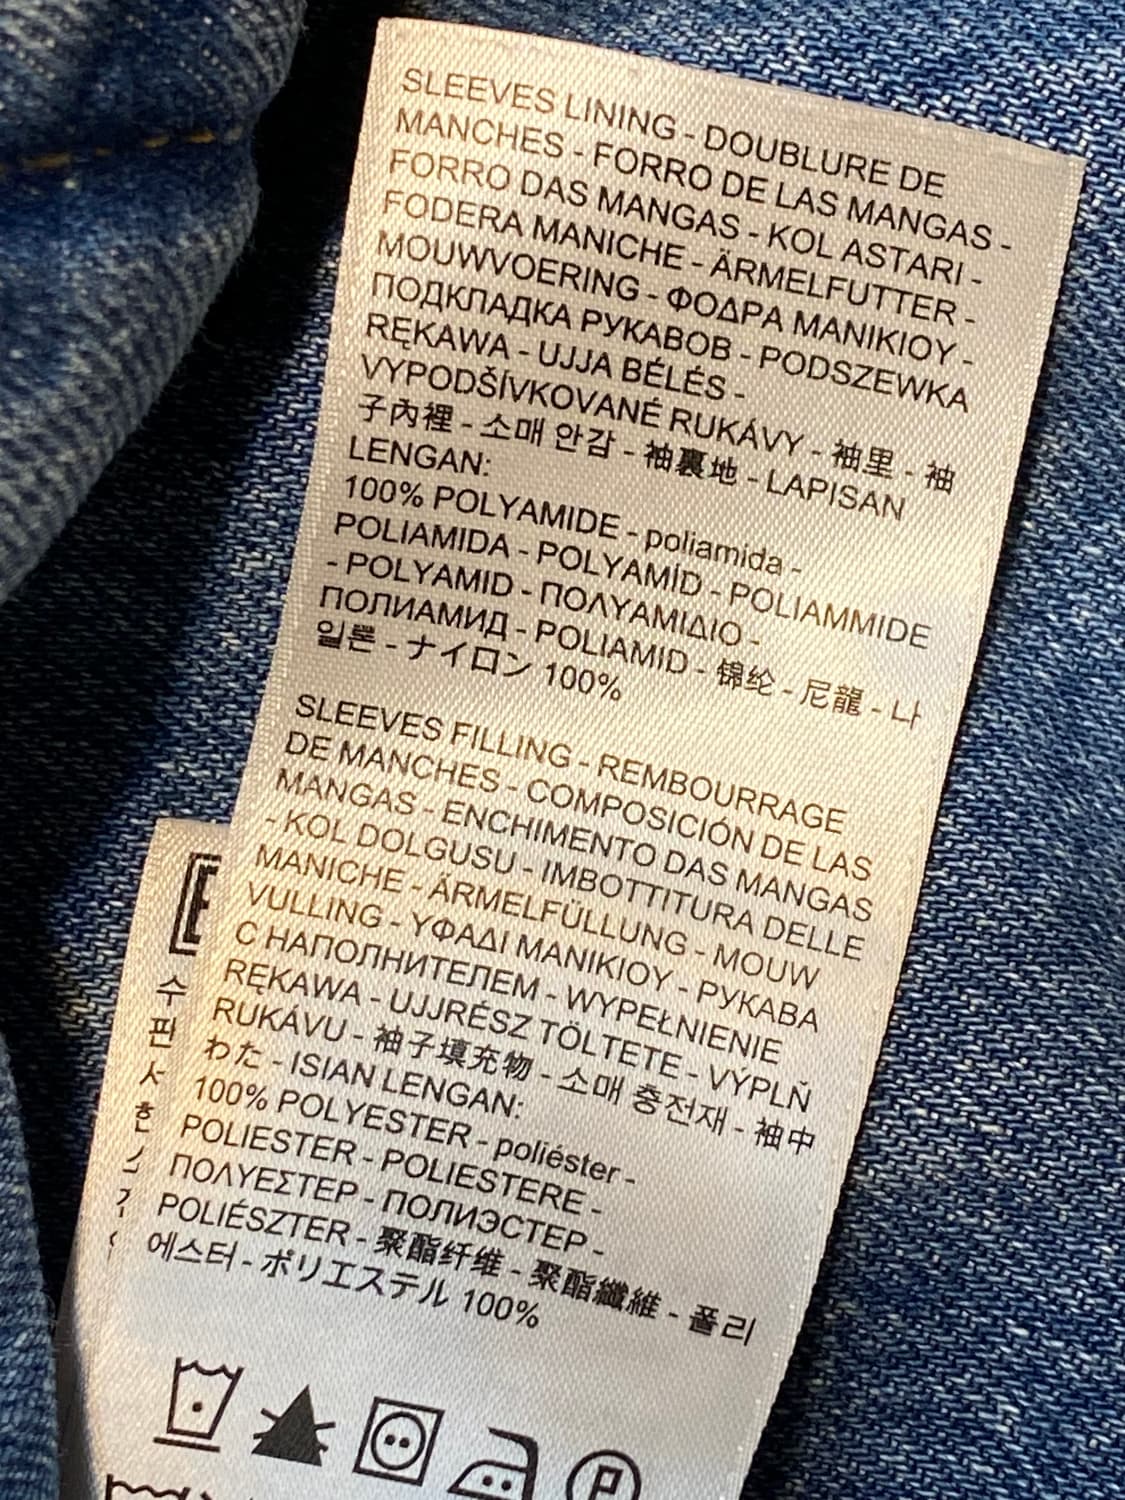 SLEEVES LINING - DOUBLURE DE
MANCHES - FORRO DE LAS MANGAS -
FORRO DAS MANGAS - KOL ASTARI -
FODERA MANICHE - ÄRMELFUTTER -
MOUWVOERING - ΦΟΔΡΑ ΜΑΝΙΚΙΟΥ -
ПОДКЛАДКА РУКАВОВ - PODSZEWKA
RĘKAWA - UJJA BÉLÉS -
VYPODŠÍVKOVANÉ RUKÁVY - 袖里 - 袖
子內裡 - 소매 안감 - 袖裏地 - LAPISAN
LENGAN:
100% POLYAMIDE - poliamida -
POLIAMIDA - POLYAMİD - POLIAMMIDE
- POLYAMID - ΠΟΛΥΑΜΙΔΙΟ -
ПОЛИАМИД - POLIAMID - 锦纶 - 尼龍 - 나
일론 - ナイロン 100%
SLEEVES FILLING - REMBOURRAGE
DE MANCHES - COMPOSICIÓN DE LAS
MANGAS - ENCHIMENTO DAS MANGAS
- KOL DOLGUSU - IMBOTTITURA DELLE
MANICHE - ÄRMELFÜLLUNG - MOUW
VULLING - ΥΦΑΔΙ ΜΑΝΙΚΙΟΥ - РУКАВА
С НАПОЛНИТЕЛЕМ - WYPEŁNIENIE
RĘKAWA - UJJRÉSZ TÖLTETE - VÝPLŇ
RUKÁVU - 袖子填充物 - 소매 충전재 - 袖中
わた - ISIAN LENGAN:
100% POLYESTER - poliéster -
POLIESTER - POLIESTERE -
ΠΟΛΥΕΣΤΕΡ - ПОЛИЭСТЕР -
POLIÉSZTER - 聚酯纤维 - 聚酯纖維 - 폴리
에스터 - ポリエステル 100%
P
수
판